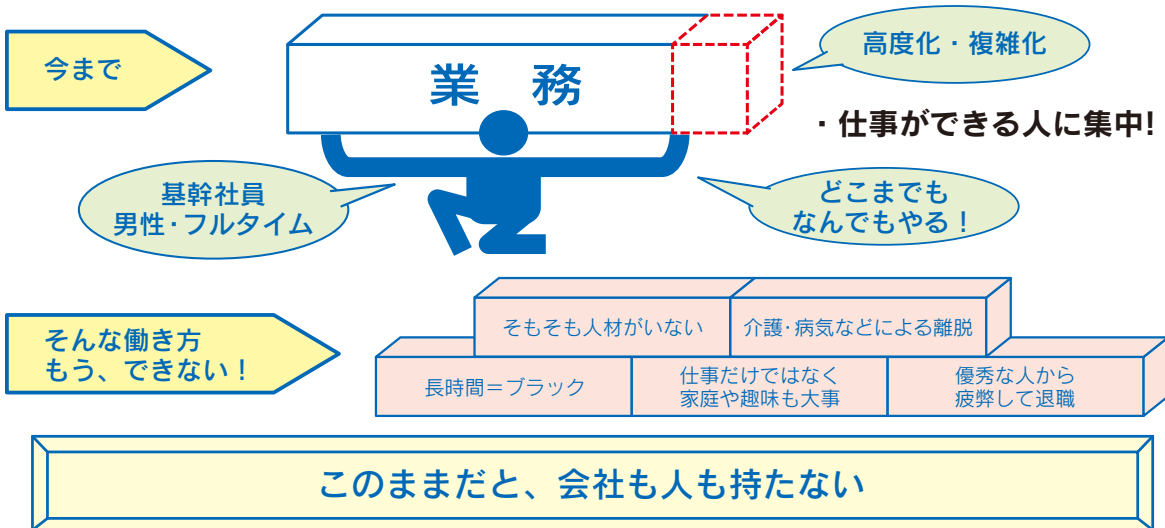 今まで
業務
高度化・複雑化
・仕事ができる人に集中!
基幹社員
男性・フルタイム
どこまでも
なんでもやる！
そんな働き方
もう、できない！
そもそも人材がいない
介護・病気などによる離脱
長時間＝ブラック
仕事だけではなく
家庭や趣味も大事
優秀な人から
疲弊して退職
このままだと、会社も人も持たない